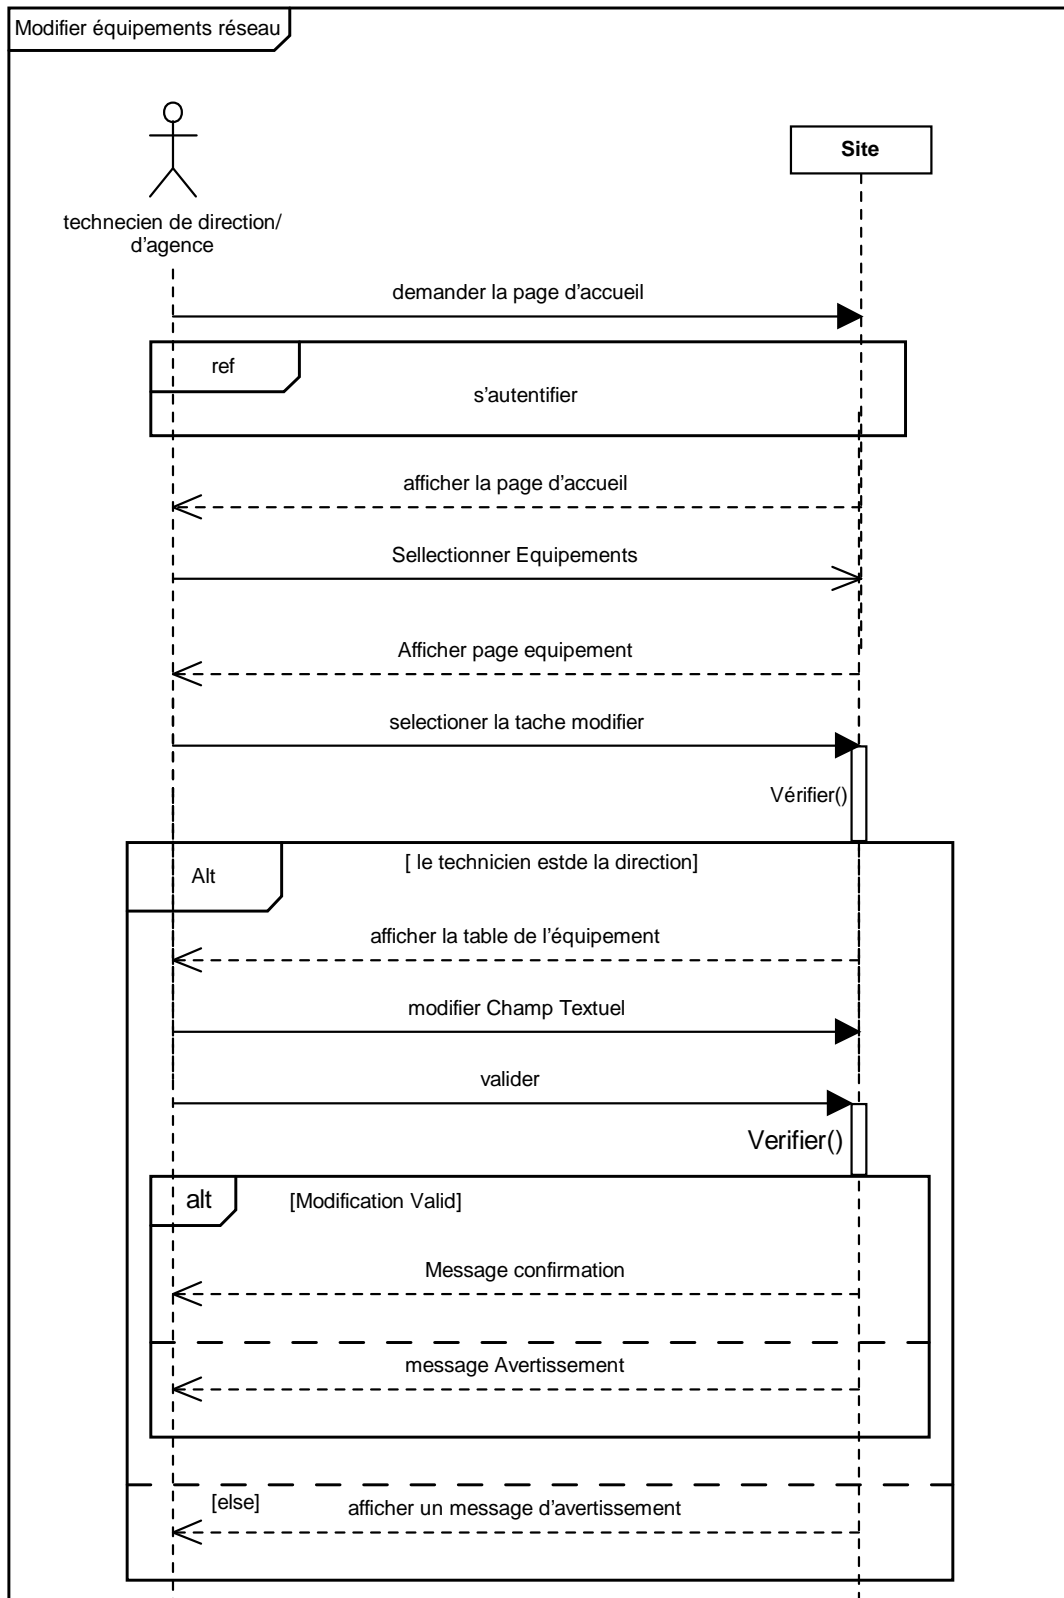 Modifier équipements réseau
Site
technecien de direction/
d'agence
demander la page d'accueil
ref
s'autentifier
afficher la page d'accueil
Sellectionner Equipements
Afficher page equipement
selectioner la tache modifier
Vérifier()
Alt
[ le technicien estde la direction]
afficher la table de l'équipement
modifier Champ Textuel
valider
Verifier()
alt
[Modification Valid]
Message confirmation
message Avertissement
[else]
afficher un message d'avertissement